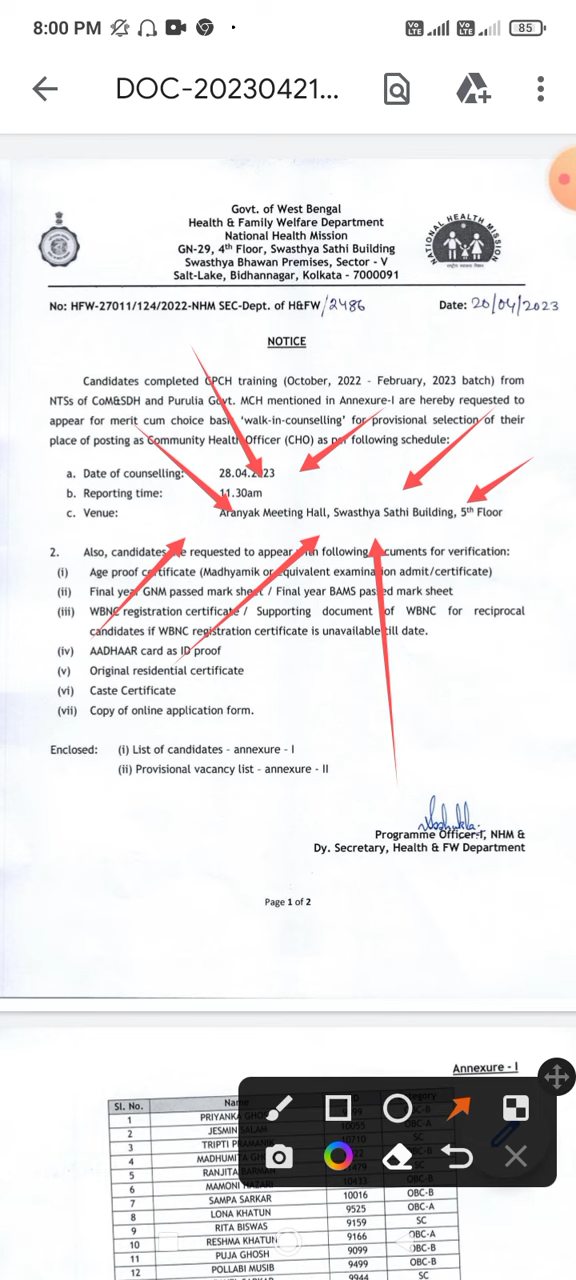 8:00 PM
85
DOC-20230421...
Govt. of West Bengal
Health & Family Welfare Department
National Health Mission
GN-29, 4th Floor, Swasthya Sathi Building
Swasthya Bhawan Premises, Sector - V
Salt-Lake, Bidhannagar, Kolkata - 7000091
NATIONAL HEALTH MISSION
No: HFW-27011/124/2022-NHM SEC-Dept. of H&FW/2486 Date: 20/04/2023
NOTICE
Candidates completed CPCH training (October, 2022 - February, 2023 batch) from
NTSs of CoM&SDH and Purulia Govt. MCH mentioned in Annexure-I are hereby requested to
appear for merit cum choice basis 'walk-in-counselling' for provisional selection of their
place of posting as Community Health Officer (CHO) as per following schedule:
a. Date of counselling: 28.04.2023
b. Reporting time: 11.30am
c. Venue: Aranyak Meeting Hall, Swasthya Sathi Building, 5th Floor
2. Also, candidates are requested to appear with following documents for verification:
(i) Age proof certificate (Madhyamik or equivalent examination admit/certificate)
(ii) Final year GNM passed mark sheet / Final year BAMS passed mark sheet
(iii) WBNC registration certificate / Supporting document of WBNC for reciprocal
candidates if WBNC registration certificate is unavailable till date.
(iv) AADHAAR card as ID proof
(v) Original residential certificate
(vi) Caste Certificate
(vii) Copy of online application form.
Enclosed: (i) List of candidates - annexure - I
(ii) Provisional vacancy list - annexure - II
Programme Officer-I, NHM &
Dy. Secretary, Health & FW Department
Page 1 of 2
Annexure - I
Sl. No. Name
1 PRIYANKA GHOSH
2 JESMIN
3 TRIPTI PRAMANIK
4 MADHUMITA
5 RANJITA BARMAN
6 MAMONI HAZARI 10433 OBC-B
7 SAMPA SARKAR 10016 OBC-B
8 LONA KHATUN 9525 OBC-A
9 RITA BISWAS 9159 SC
10 RESHMA KHATUN 9166 OBC-A
11 PUJA GHOSH 9099 OBC-B
12 POLLABI MUSIB 9499 OBC-B
9944 SC